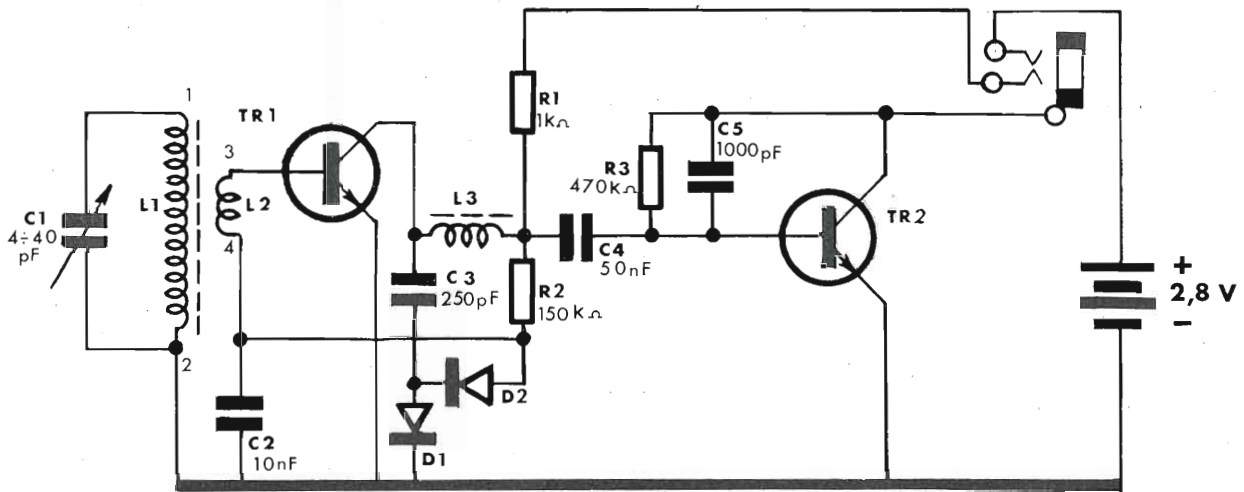 1
TR1
3
L1
L2
4
2
C1
4÷40
pF
C2
10nF
L3
C3
250pF
R1
1kΩ
R2
150kΩ
D2
D1
C4
50nF
R3
470kΩ
C5
1000pF
TR2
+
2,8 V
−